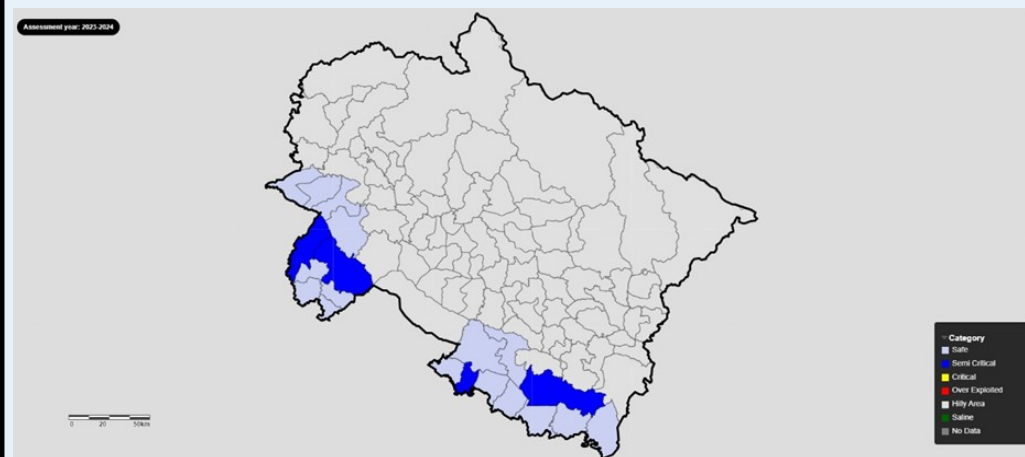 Assessment year: 2023-2024
Category
Safe
Semi Critical
Critical
Over Exploited
Hilly Area
Saline
No Data
0 20 50km